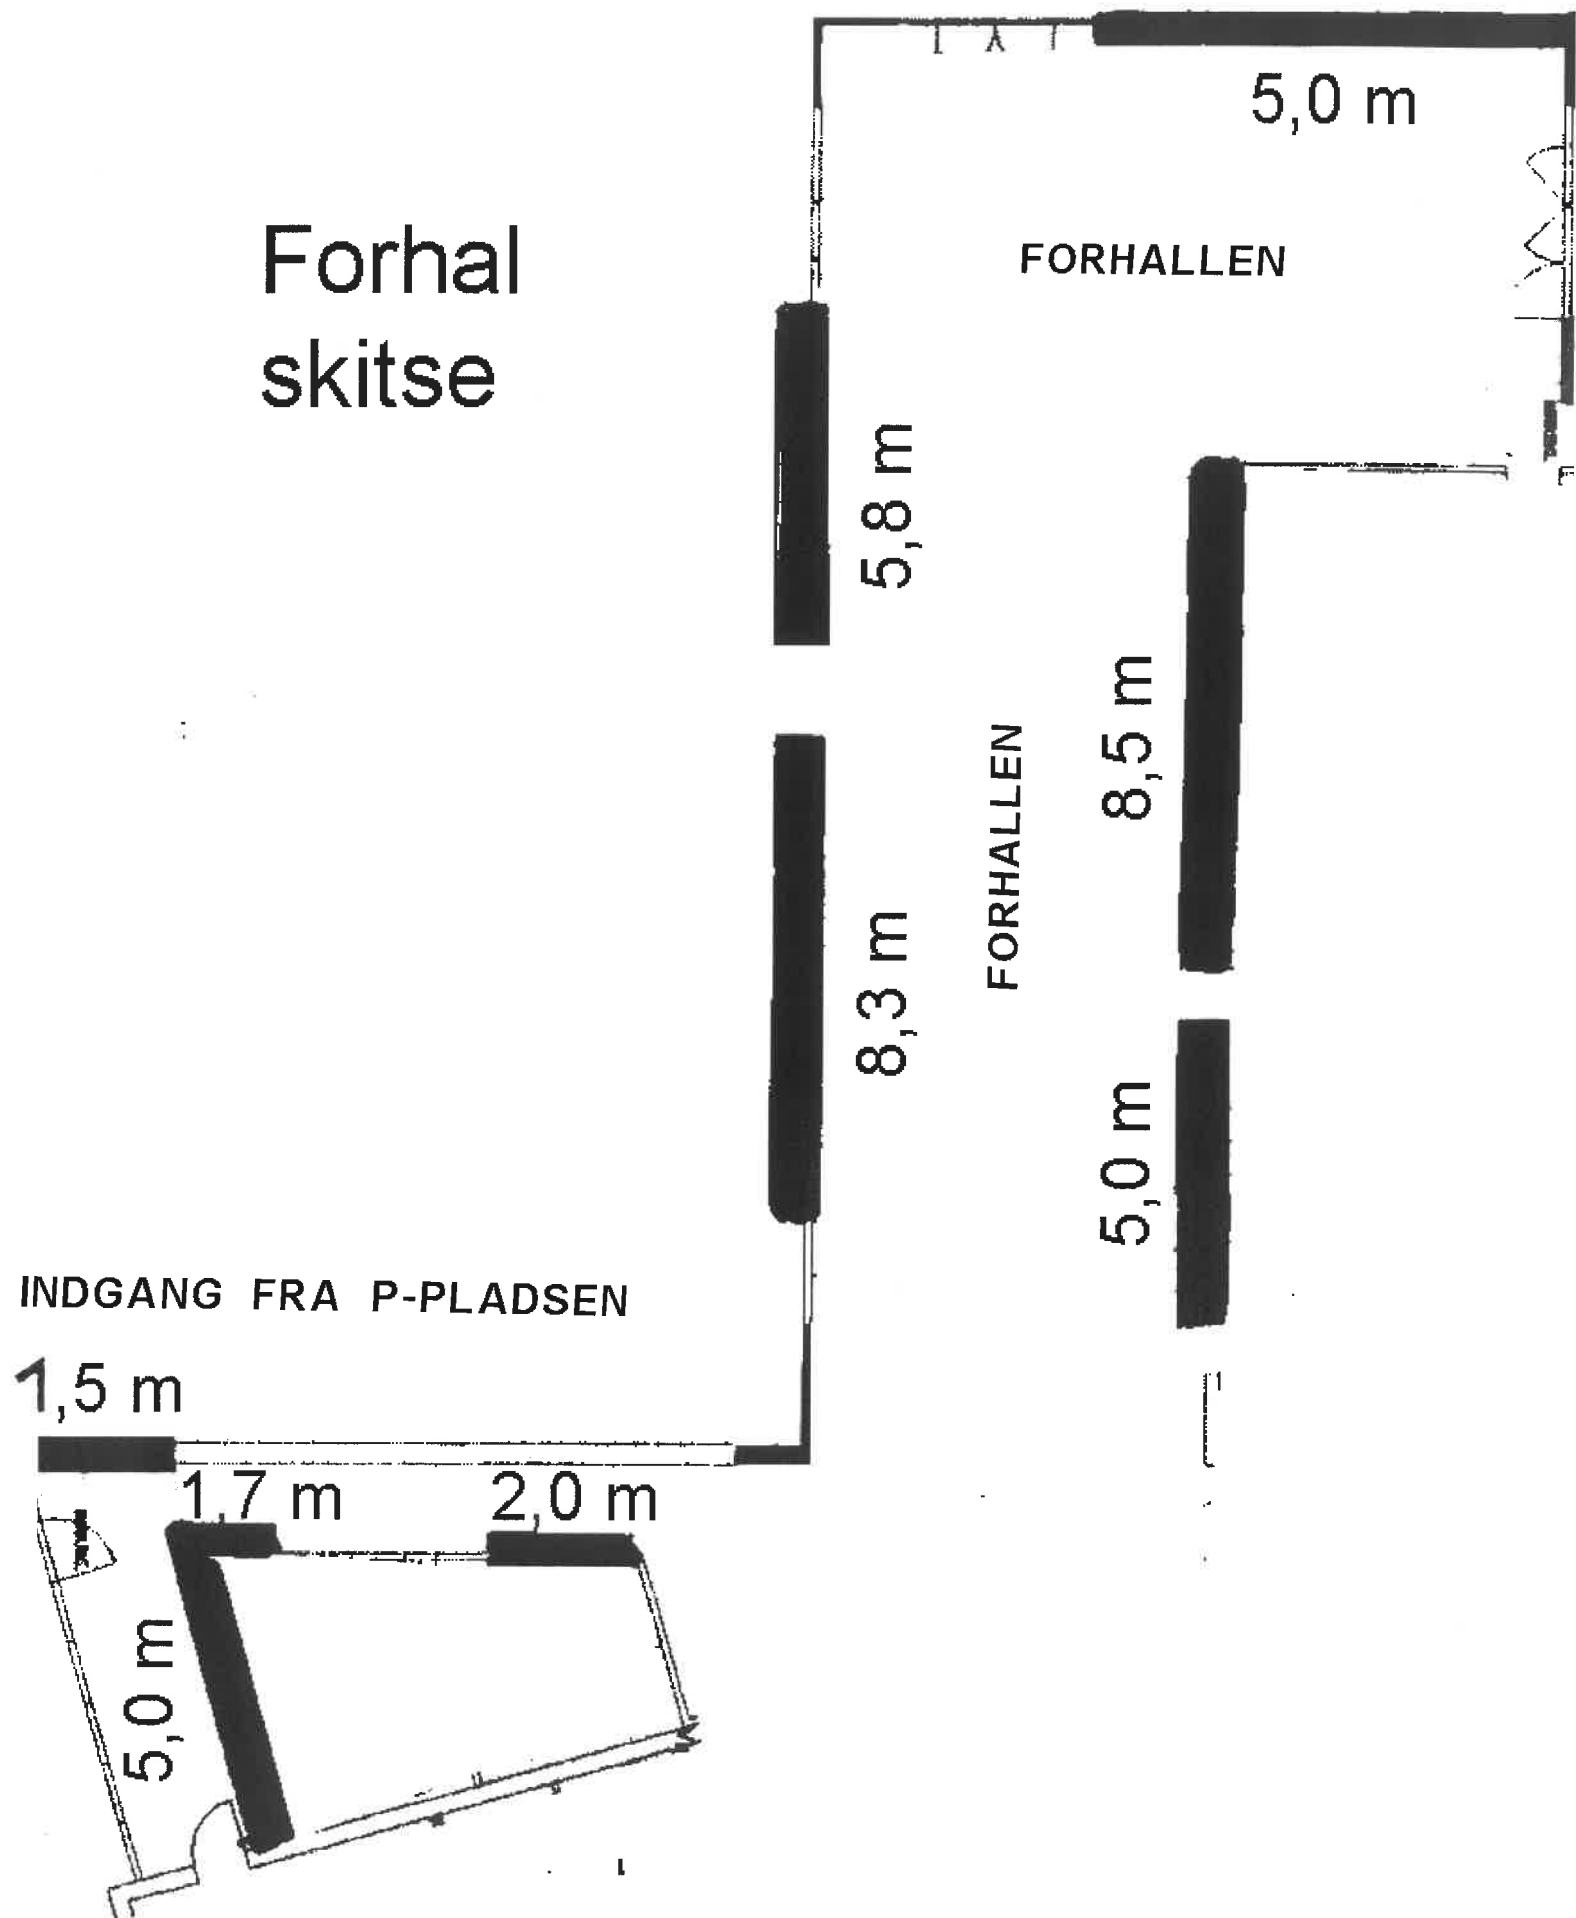 5,0 m
Forhal
skitse
FORHALLEN
5,8 m
8,5 m
FORHALLEN
8,3 m
5,0 m
INDGANG FRA P-PLADSEN
1,5 m
1,7 m
2,0 m
5,0 m